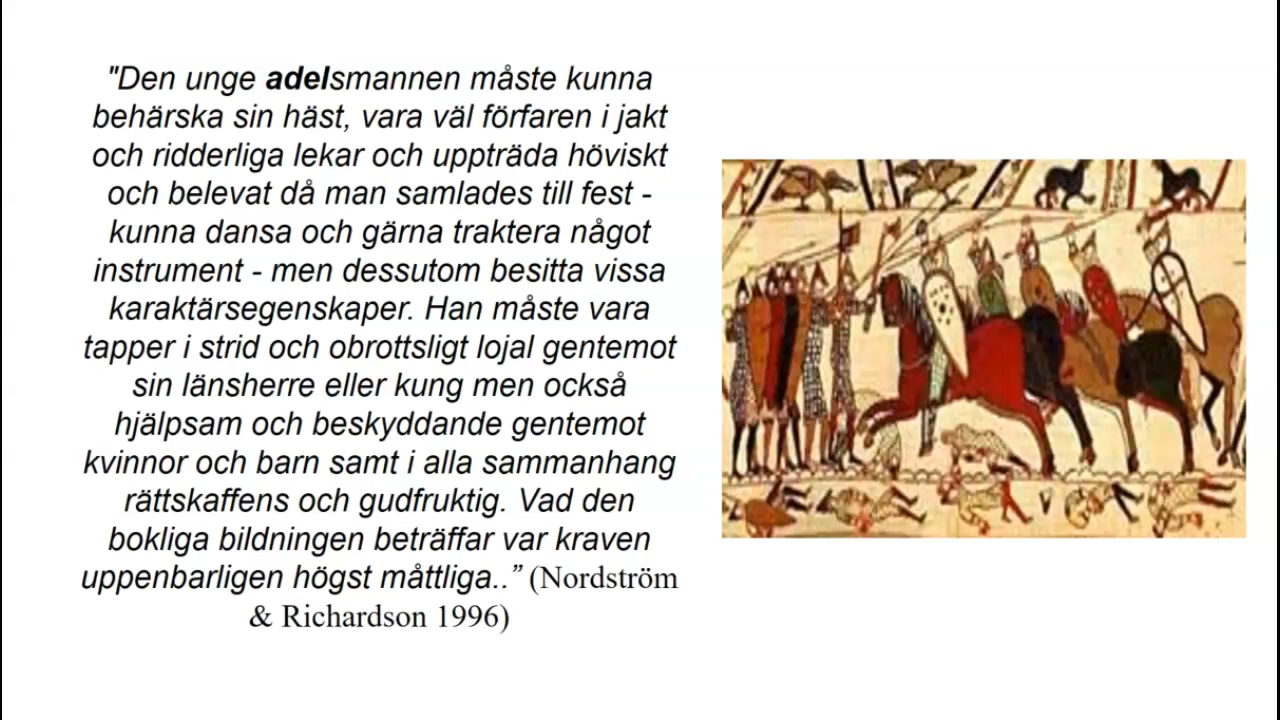 "Den unge adelsmannen måste kunna
behärska sin häst, vara väl förfaren i jakt
och ridderliga lekar och uppträda höviskt
och belevat då man samlades till fest -
kunna dansa och gärna traktera något
instrument - men dessutom besitta vissa
karaktärsegenskaper. Han måste vara
tapper i strid och obrottsligt lojal gentemot
sin länsherre eller kung men också
hjälpsam och beskyddande gentemot
kvinnor och barn samt i alla sammanhang
rättskaffens och gudfruktig. Vad den
bokliga bildningen beträffar var kraven
uppenbarligen högst måttliga..” (Nordström
& Richardson 1996)